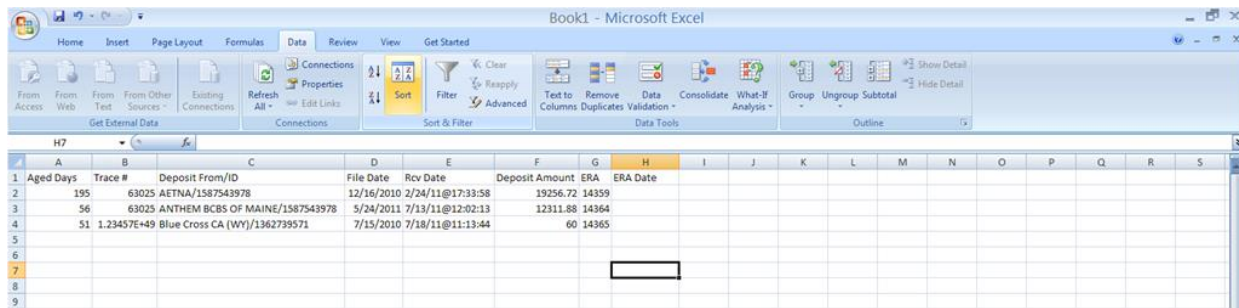 Book1 - Microsoft Excel
Home Insert Page Layout Formulas Data Review View Get Started
From Access
From Web
From Text
From Other Sources
Existing Connections
Get External Data
Refresh All
Connections
Properties
Edit Links
Connections
Sort
Filter
Clear
Reapply
Advanced
Sort & Filter
Text to Columns
Remove Duplicates
Data Validation
Consolidate
What-If Analysis
Data Tools
Group
Ungroup
Subtotal
Show Detail
Hide Detail
Outline
H7 fx
A B C D E F G H I J K L M N O P Q R S
1 Aged Days Trace # Deposit From/ID File Date Rcv Date Deposit Amount ERA ERA Date
2 195 63025 AETNA/1587543978 12/16/2010 2/24/11@17:33:58 19256.72 14359
3 56 63025 ANTHEM BCBS OF MAINE/1587543978 5/24/2011 7/13/11@12:02:13 12311.88 14364
4 51 1.23457E+49 Blue Cross CA (WY)/1362739571 7/15/2010 7/18/11@11:13:44 60 14365
5
6
7
8
9